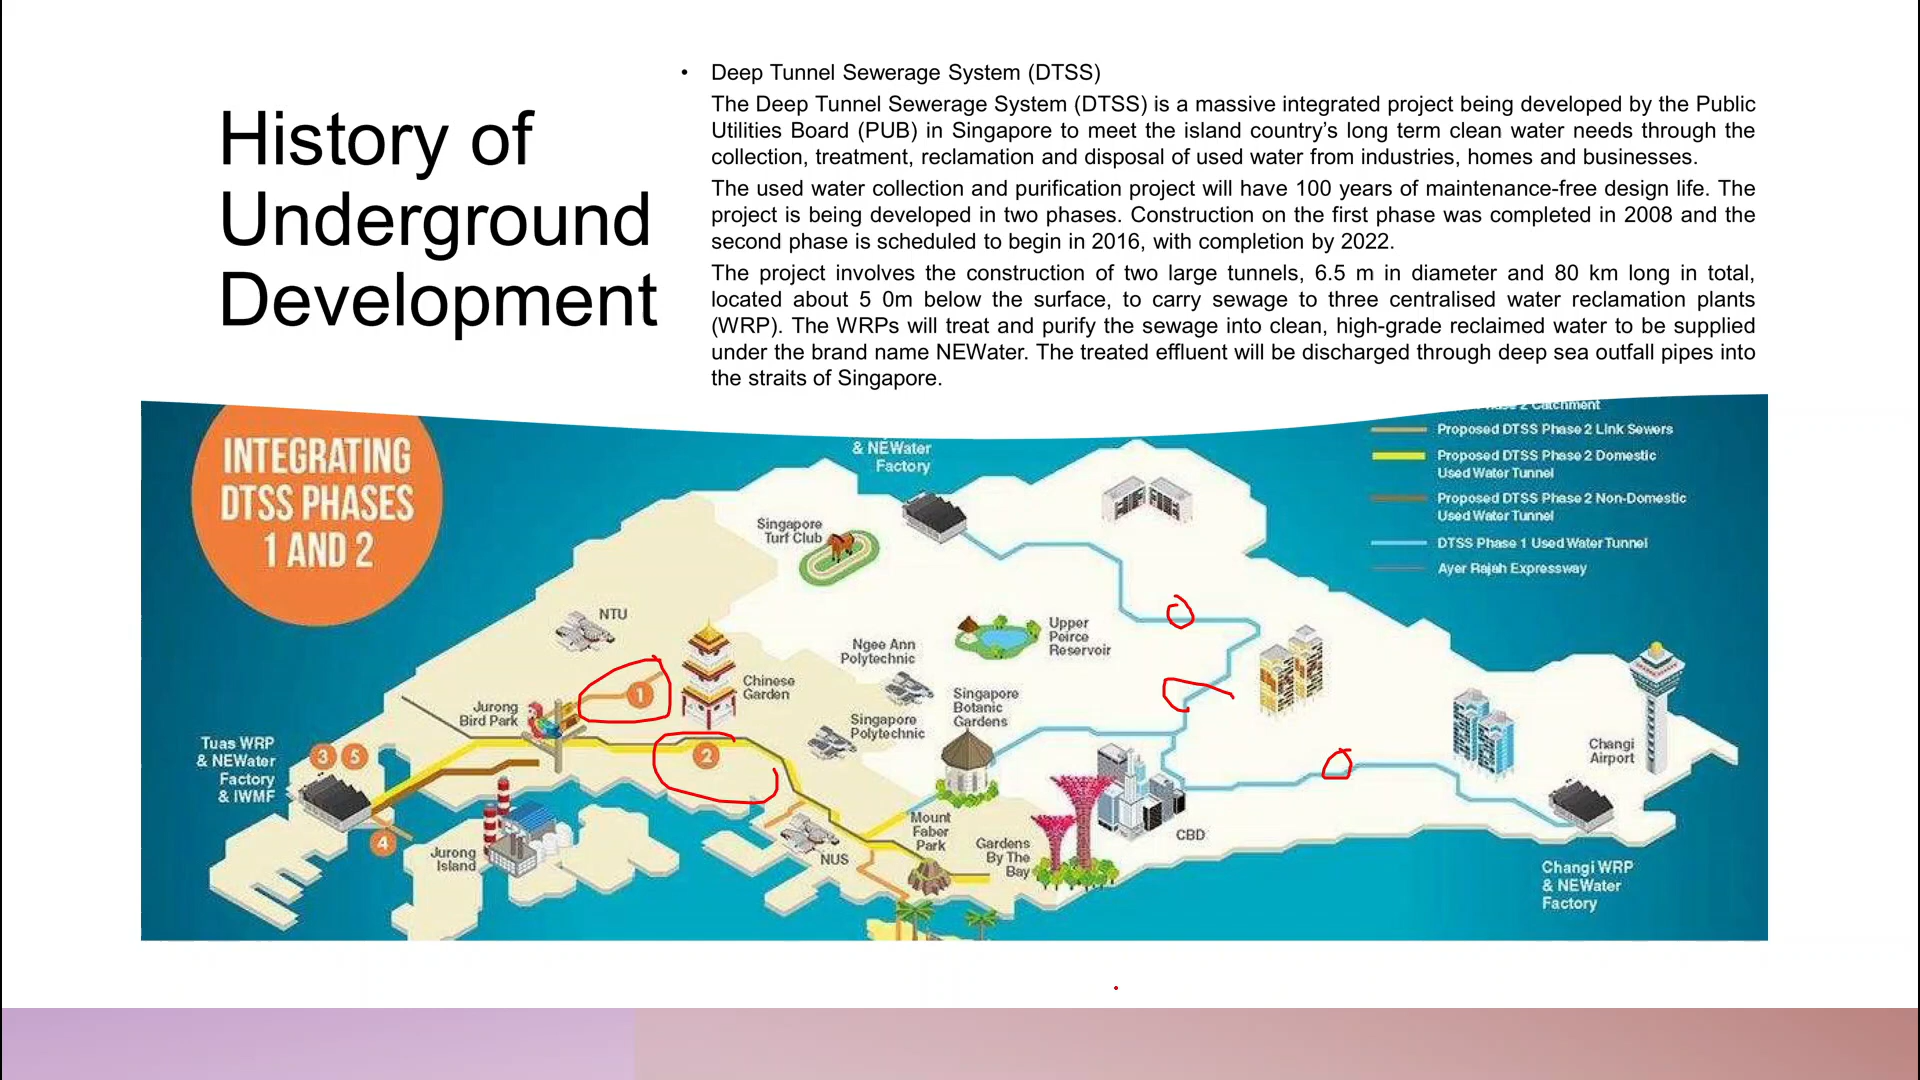 History of
Underground
Development
• Deep Tunnel Sewerage System (DTSS)
The Deep Tunnel Sewerage System (DTSS) is a massive integrated project being developed by the Public
Utilities Board (PUB) in Singapore to meet the island country’s long term clean water needs through the
collection, treatment, reclamation and disposal of used water from industries, homes and businesses.
The used water collection and purification project will have 100 years of maintenance-free design life. The
project is being developed in two phases. Construction on the first phase was completed in 2008 and the
second phase is scheduled to begin in 2016, with completion by 2022.
The project involves the construction of two large tunnels, 6.5 m in diameter and 80 km long in total,
located about 5 0m below the surface, to carry sewage to three centralised water reclamation plants
(WRP). The WRPs will treat and purify the sewage into clean, high-grade reclaimed water to be supplied
under the brand name NEWater. The treated effluent will be discharged through deep sea outfall pipes into
the straits of Singapore.
INTEGRATING
DTSS PHASES
1 AND 2
& NEWater
Factory
Phase 2 Catchment
Proposed DTSS Phase 2 Link Sewers
Proposed DTSS Phase 2 Domestic
Used Water Tunnel
Proposed DTSS Phase 2 Non-Domestic
Used Water Tunnel
DTSS Phase 1 Used Water Tunnel
Ayer Rajah Expressway
Singapore
Turf Club
NTU
Upper
Peirce
Reservoir
Ngee Ann
Polytechnic
1
Chinese
Garden
Singapore
Botanic
Gardens
Jurong
Bird Park
Singapore
Polytechnic
Tuas WRP
& NEWater
Factory
& IWMF
3 5
2
Changi
Airport
4
Jurong
Island
NUS
Mount
Faber
Park
Gardens
By The
Bay
CBD
Changi WRP
& NEWater
Factory